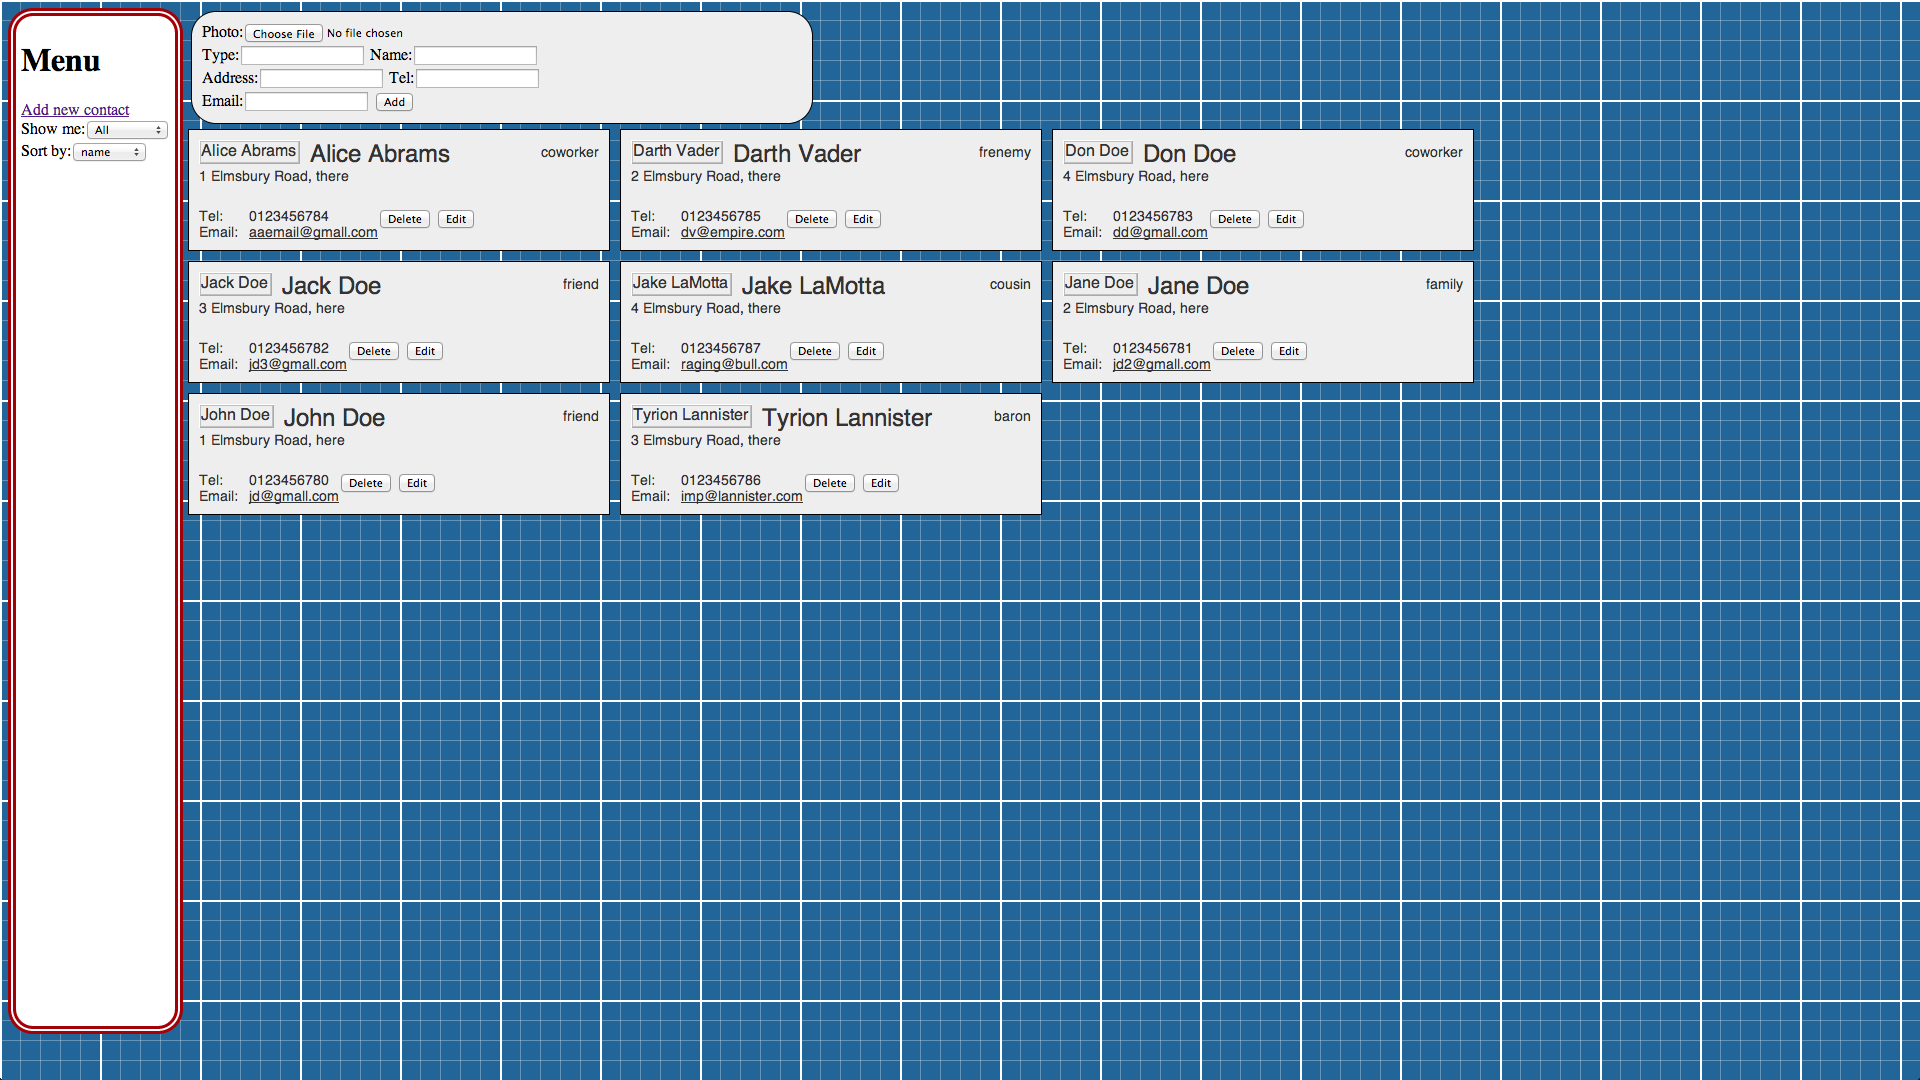 Menu
Add new contact
Show me: All
Sort by: name
Photo: Choose File No file chosen
Type: Name:
Address: Tel:
Email: Add
Alice Abrams Alice Abrams coworker
1 Elmsbury Road, there
Tel: 0123456784 Delete Edit
Email: aaemail@gmall.com
Darth Vader Darth Vader frenemy
2 Elmsbury Road, there
Tel: 0123456785 Delete Edit
Email: dv@empire.com
Don Doe Don Doe coworker
4 Elmsbury Road, here
Tel: 0123456783 Delete Edit
Email: dd@gmall.com
Jack Doe Jack Doe friend
3 Elmsbury Road, here
Tel: 0123456782 Delete Edit
Email: jd3@gmall.com
Jake LaMotta Jake LaMotta cousin
4 Elmsbury Road, there
Tel: 0123456787 Delete Edit
Email: raging@bull.com
Jane Doe Jane Doe family
2 Elmsbury Road, here
Tel: 0123456781 Delete Edit
Email: jd2@gmall.com
John Doe John Doe friend
1 Elmsbury Road, here
Tel: 0123456780 Delete Edit
Email: jd@gmall.com
Tyrion Lannister Tyrion Lannister baron
3 Elmsbury Road, there
Tel: 0123456786 Delete Edit
Email: imp@lannister.com